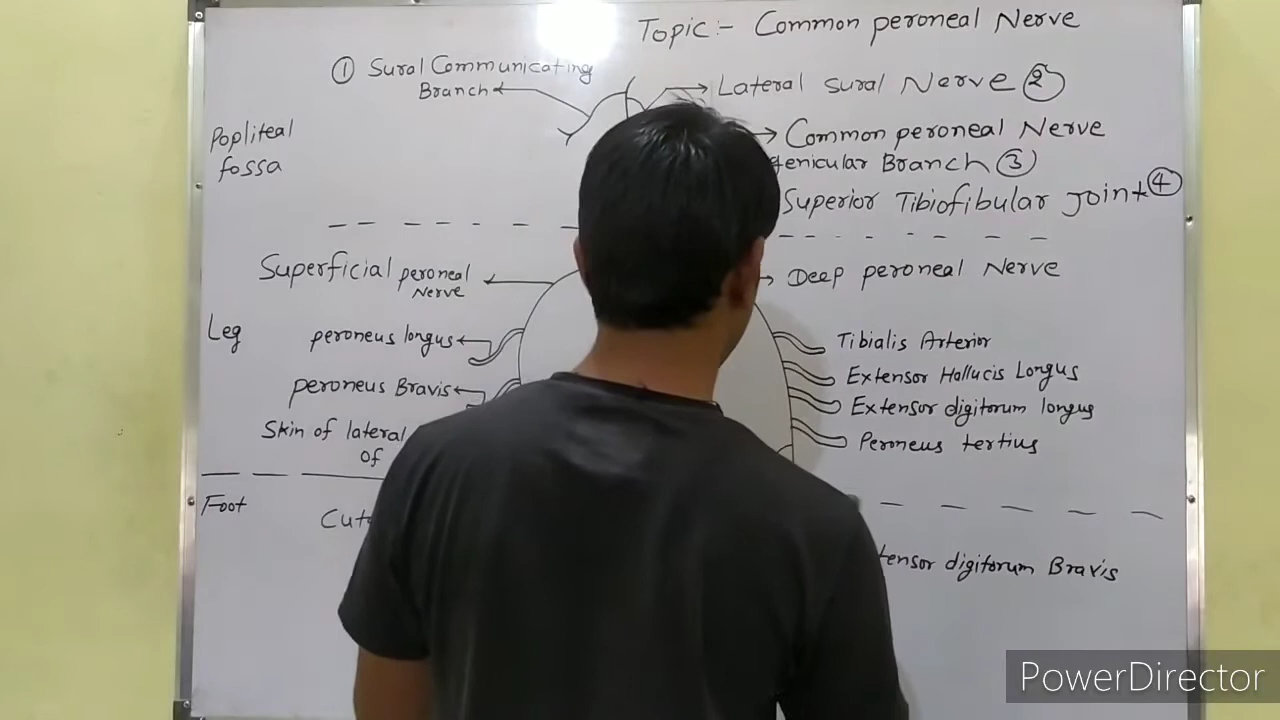 Topic:- Common peroneal Nerve
① Sural Communicating
Branch
Lateral sural Nerve ②
Popliteal
fossa
Common peroneal Nerve
genicular Branch ③
Superior Tibiofibular joint ④
Superficial peroneal
Nerve
Deep peroneal Nerve
Leg
peroneus longus
Tibialis Arterior
peroneus Bravis
Extensor Hallucis Longus
Extensor digitorum longus
Skin of lateral
of
Peroneus tertius
Foot
Cut
tensor digitorum Bravis
PowerDirector